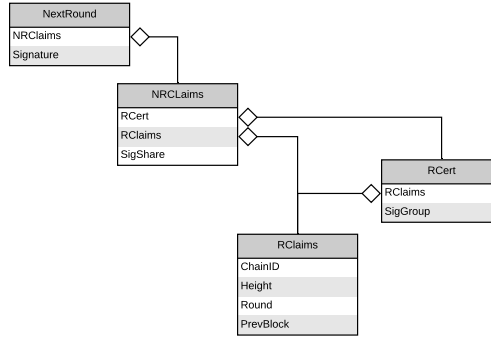 NextRound
NRClaims
Signature
NRCLaims
RCert
RClaims
SigShare
RCert
RClaims
SigGroup
RClaims
ChainID
Height
Round
PrevBlock